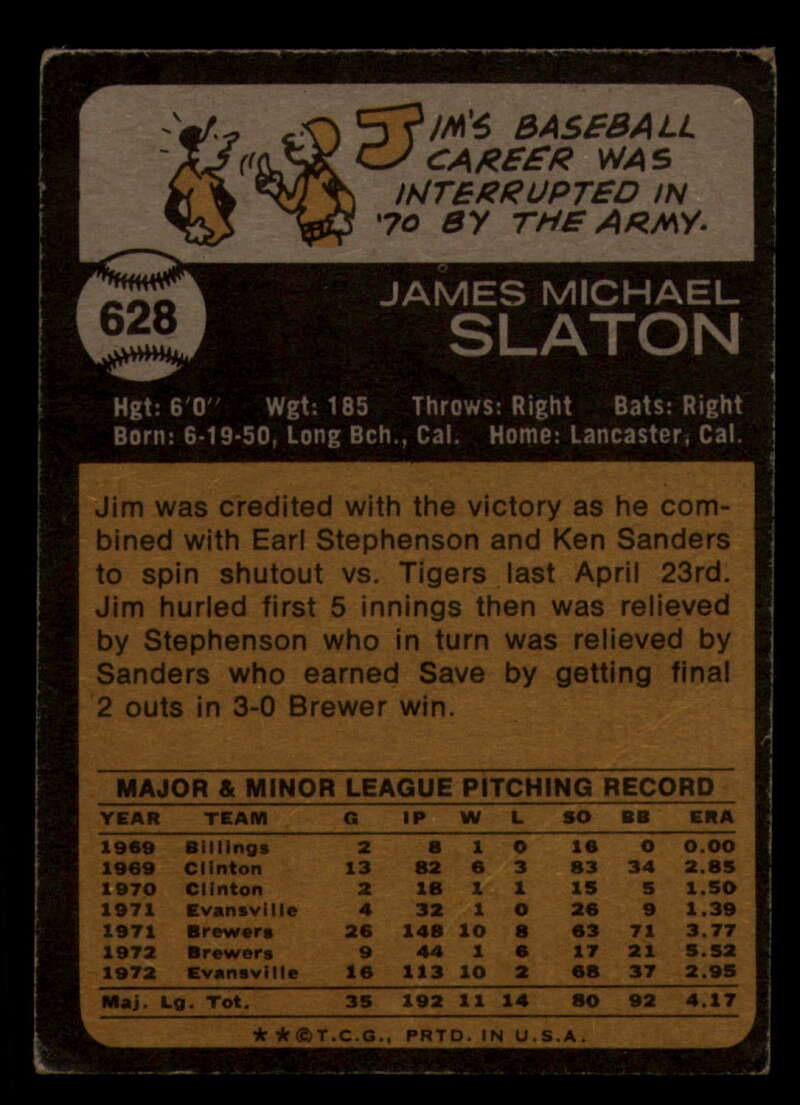 JIM'S BASEBALL
CAREER WAS
INTERRUPTED IN
'70 BY THE ARMY.
628
JAMES MICHAEL
SLATON
Hgt: 6'0" Wgt: 185 Throws: Right Bats: Right
Born: 6-19-50, Long Bch., Cal. Home: Lancaster, Cal.
Jim was credited with the victory as he com-
bined with Earl Stephenson and Ken Sanders
to spin shutout vs. Tigers last April 23rd.
Jim hurled first 5 innings then was relieved
by Stephenson who in turn was relieved by
Sanders who earned Save by getting final
2 outs in 3-0 Brewer win.
MAJOR & MINOR LEAGUE PITCHING RECORD
YEAR TEAM G IP W L SO BB ERA
1969 Billings 2 8 1 0 16 0 0.00
1969 Clinton 13 82 6 3 83 34 2.85
1970 Clinton 2 18 1 1 15 5 1.50
1971 Evansville 4 32 1 0 26 9 1.39
1971 Brewers 26 148 10 8 63 71 3.77
1972 Brewers 9 44 1 6 17 21 5.52
1972 Evansville 16 113 10 2 68 37 2.95
Maj. Lg. Tot. 35 192 11 14 80 92 4.17
**©T.C.G., PRTD. IN U.S.A.